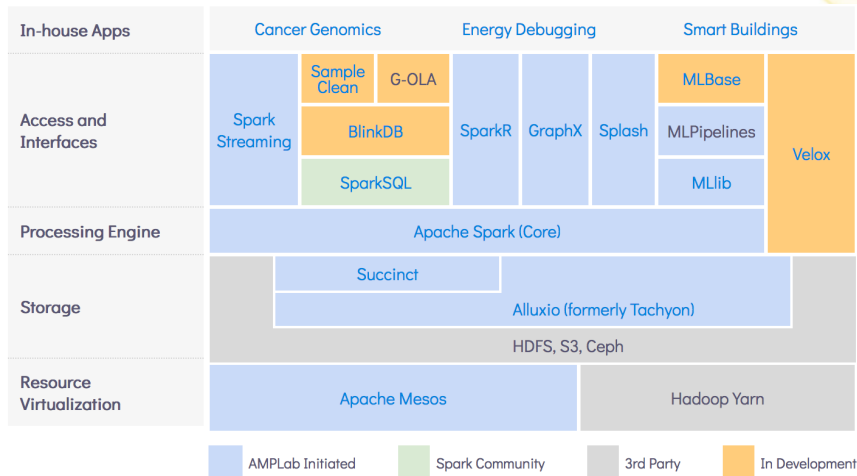 In-house Apps
Cancer Genomics
Energy Debugging
Smart Buildings
Access and
Interfaces
Spark
Streaming
Sample
Clean
G-OLA
BlinkDB
SparkSQL
SparkR
GraphX
Splash
MLBase
MLPipelines
MLlib
Velox
Processing Engine
Apache Spark (Core)
Storage
Succinct
Alluxio (formerly Tachyon)
HDFS, S3, Ceph
Resource
Virtualization
Apache Mesos
Hadoop Yarn
AMPLab Initiated
Spark Community
3rd Party
In Development